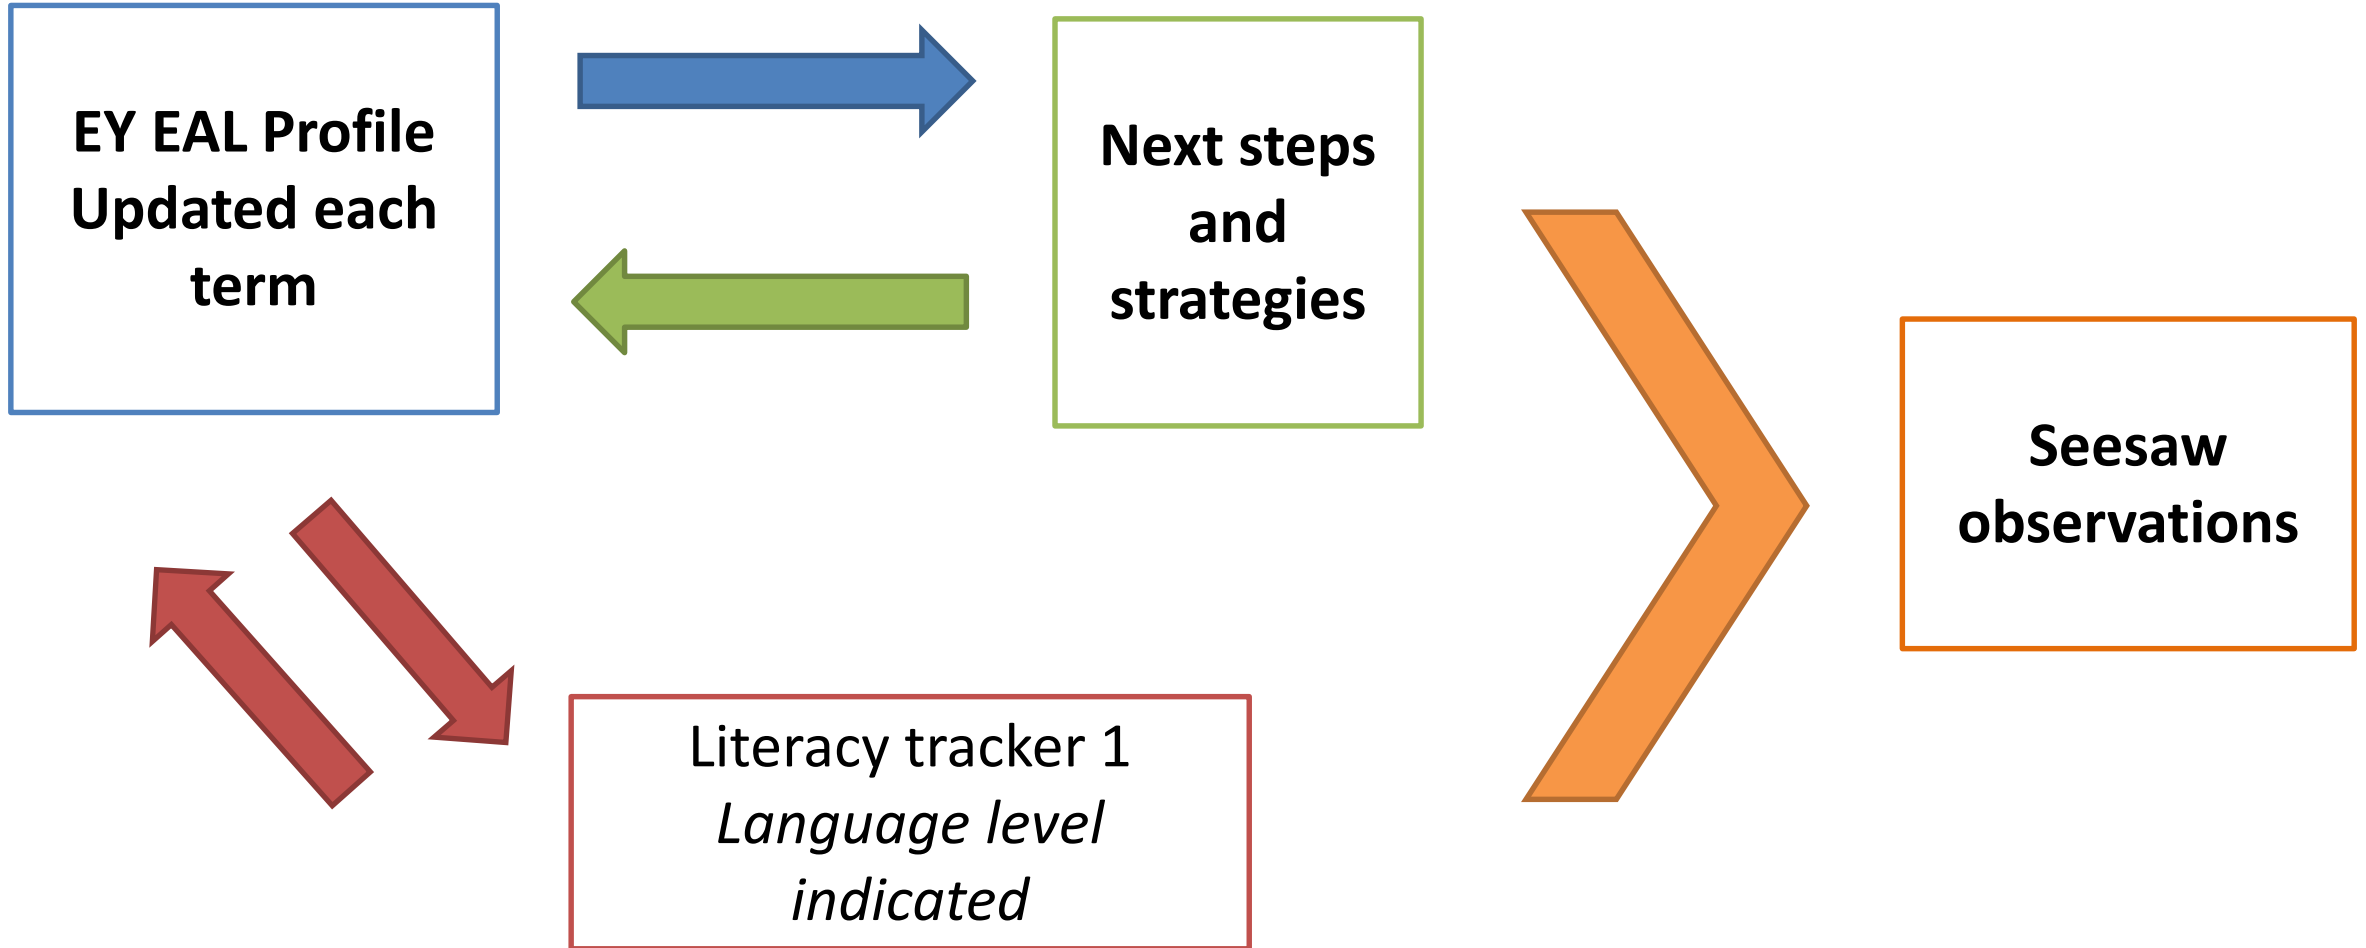 EY EAL Profile
Updated each
term
Next steps
and
strategies
Seesaw
observations
Literacy tracker 1
Language level
indicated